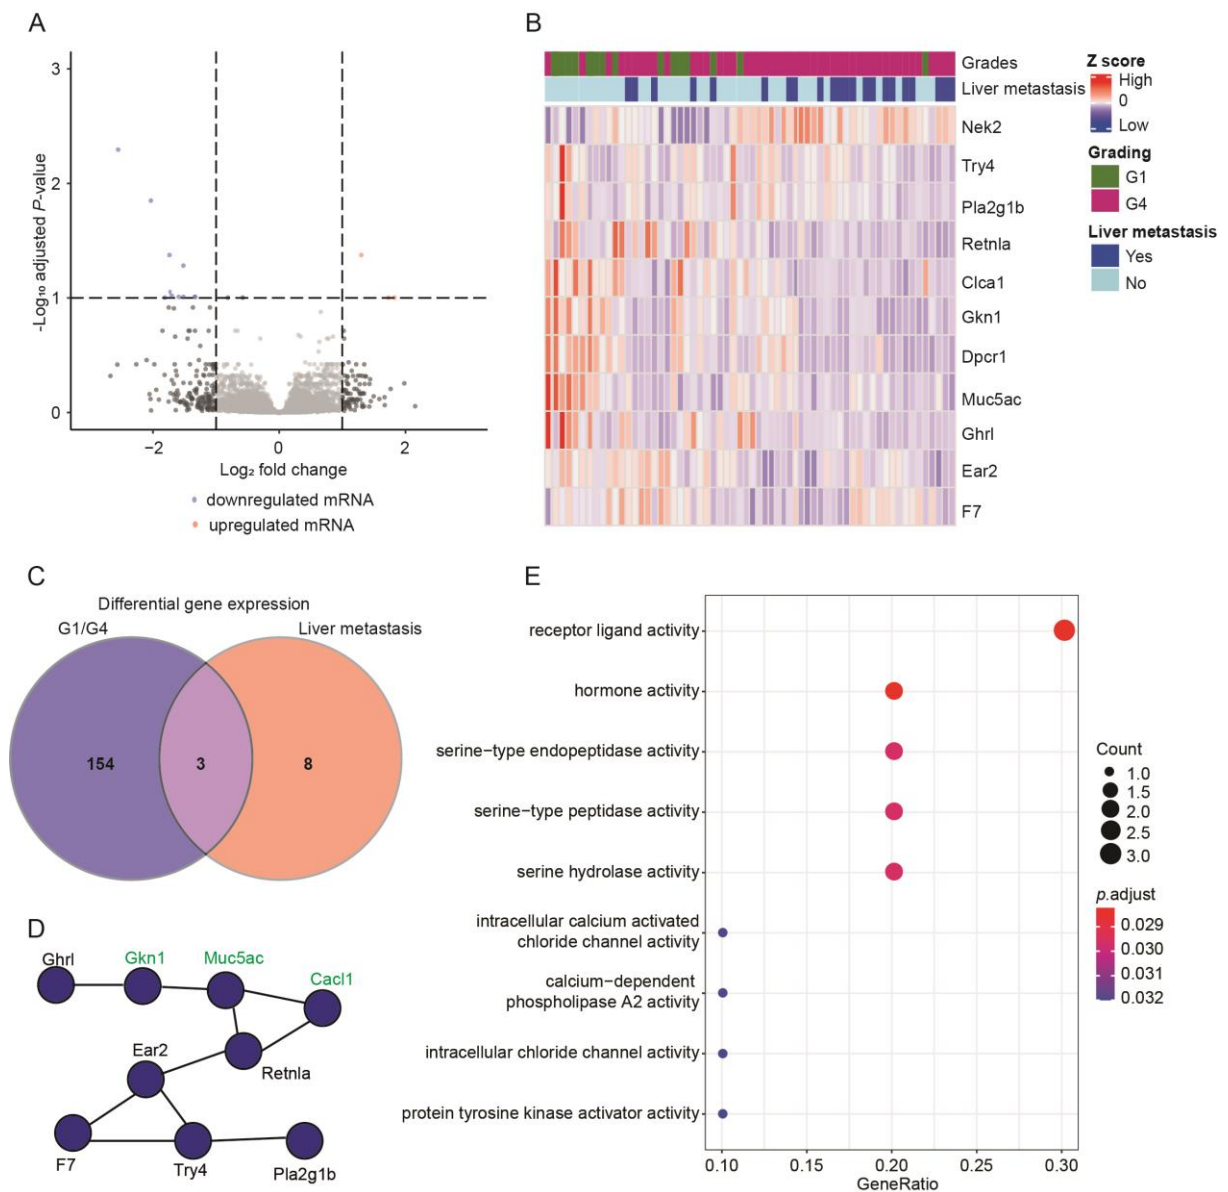 A
3
2
1
0
-Log₁₀ adjusted P-value
−2
0
2
Log₂ fold change
downregulated mRNA
upregulated mRNA
B
Grades
Liver metastasis
Nek2
Try4
Pla2g1b
Retnla
Clca1
Gkn1
Dpcr1
Muc5ac
Ghrl
Ear2
F7
Z score
High
0
Low
Grading
G1
G4
Liver metastasis
Yes
No
C
Differential gene expression
G1/G4
Liver metastasis
154
3
8
D
Ghrl
Gkn1
Muc5ac
Cacl1
Ear2
Retnla
F7
Try4
Pla2g1b
E
receptor ligand activity
hormone activity
serine−type endopeptidase activity
serine−type peptidase activity
serine hydrolase activity
intracellular calcium activated
chloride channel activity
calcium−dependent
phospholipase A2 activity
intracellular chloride channel activity
protein tyrosine kinase activator activity
0.10
0.15
0.20
0.25
0.30
GeneRatio
Count
1.0
1.5
2.0
2.5
3.0
p.adjust
0.029
0.030
0.031
0.032